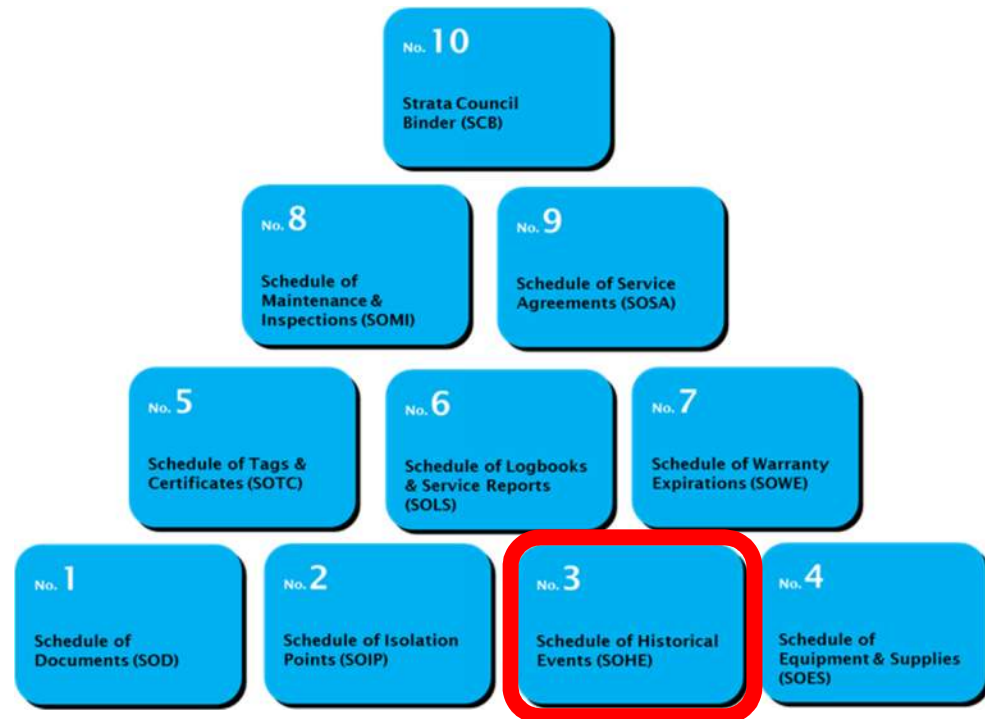 No. 10
Strata Council
Binder (SCB)
No. 8
Schedule of
Maintenance &
Inspections (SOMI)
No. 9
Schedule of Service
Agreements (SOSA)
No. 5
Schedule of Tags &
Certificates (SOTC)
No. 6
Schedule of Logbooks
& Service Reports
(SOLS)
No. 7
Schedule of Warranty
Expirations (SOWE)
No. 1
Schedule of
Documents (SOD)
No. 2
Schedule of Isolation
Points (SOIP)
No. 3
Schedule of Historical
Events (SOHE)
No. 4
Schedule of
Equipment & Supplies
(SOES)